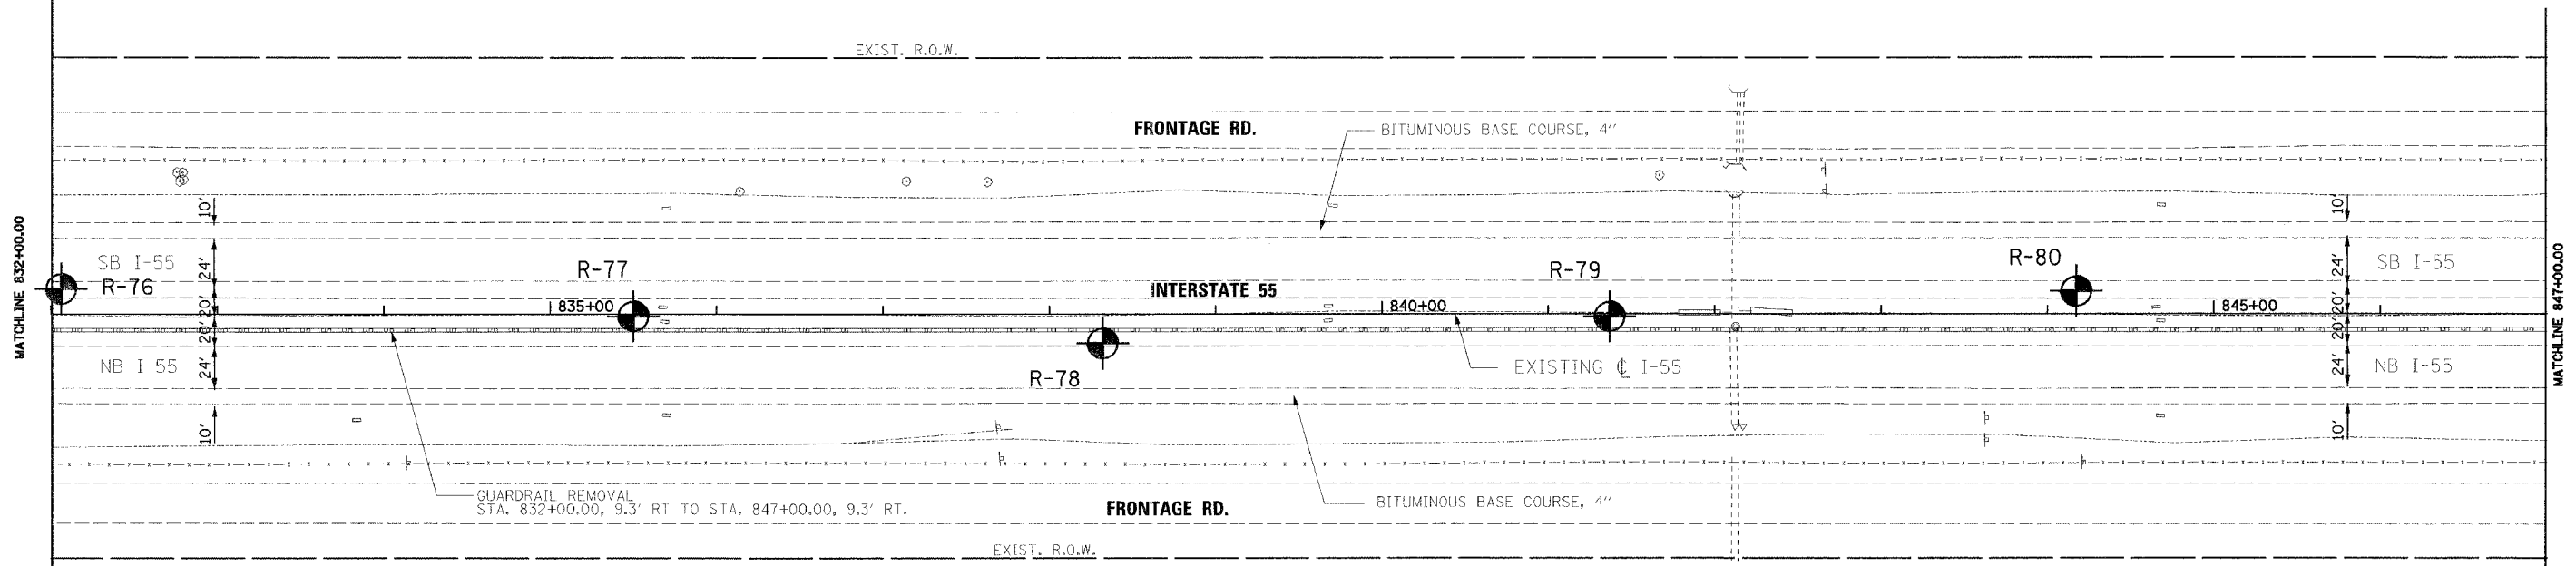 EXIST. R.O.W.
FRONTAGE RD.
BITUMINOUS BASE COURSE, 4"
MATCHLINE 832+00.00
MATCHLINE 847+00.00
10'
10'
SB I-55
24'
R-76
R-77
R-79
R-80
24'
SB I-55
INTERSTATE 55
20'
835+00
840+00
845+00
20'
20'
20'
NB I-55
24'
R-78
EXISTING ℄ I-55
24'
NB I-55
10'
10'
GUARDRAIL REMOVAL
STA. 832+00.00, 9.3' RT TO STA. 847+00.00, 9.3' RT.
FRONTAGE RD.
BITUMINOUS BASE COURSE, 4"
EXIST. R.O.W.